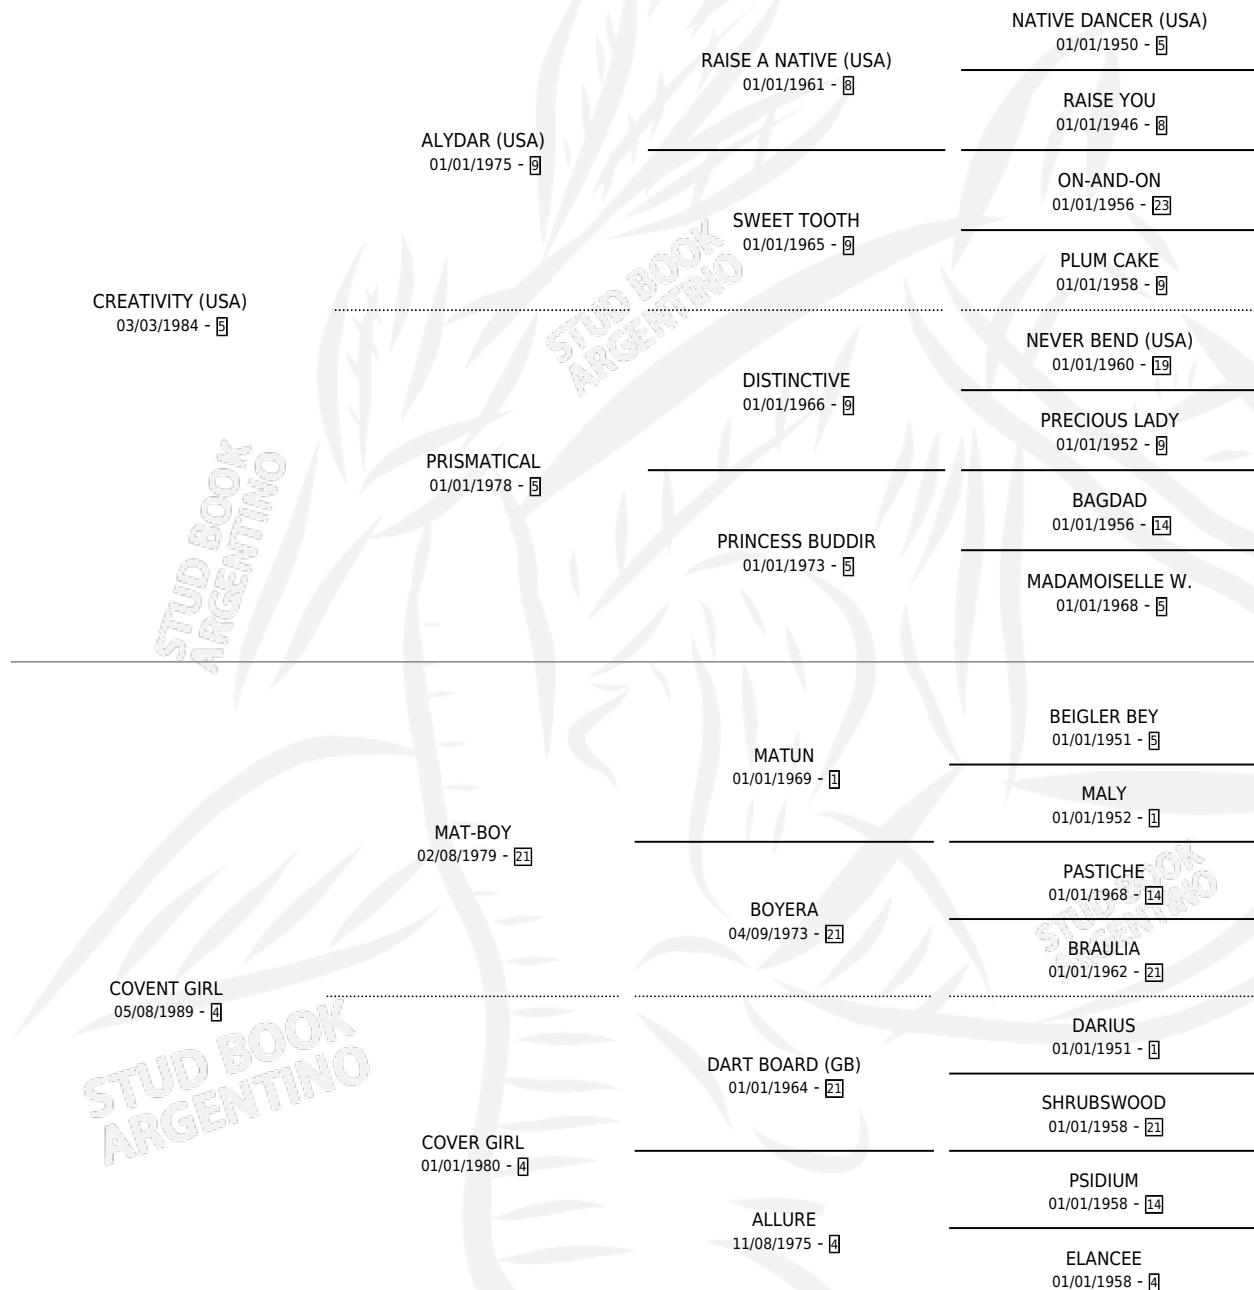 NATIVE DANCER (USA)
01/01/1950 - 5
RAISE A NATIVE (USA)
01/01/1961 - 8
RAISE YOU
01/01/1946 - 8
ALYDAR (USA)
01/01/1975 - 9
ON-AND-ON
01/01/1956 - 23
SWEET TOOTH
01/01/1965 - 9
PLUM CAKE
01/01/1958 - 9
CREATIVITY (USA)
03/03/1984 - 5
NEVER BEND (USA)
01/01/1960 - 19
DISTINCTIVE
01/01/1966 - 9
PRECIOUS LADY
01/01/1952 - 9
PRISMATICAL
01/01/1978 - 5
BAGDAD
01/01/1956 - 14
PRINCESS BUDDIR
01/01/1973 - 5
MADAMOISELLE W.
01/01/1968 - 5
BEIGLER BEY
01/01/1951 - 5
MATUN
01/01/1969 - 1
MALY
01/01/1952 - 1
MAT-BOY
02/08/1979 - 21
PASTICHE
01/01/1968 - 14
BOYERA
04/09/1973 - 21
BRAULIA
01/01/1962 - 21
COVENT GIRL
05/08/1989 - 4
DARIUS
01/01/1951 - 1
DART BOARD (GB)
01/01/1964 - 21
SHRUBSWOOD
01/01/1958 - 21
COVER GIRL
01/01/1980 - 4
PSIDIUM
01/01/1958 - 14
ALLURE
11/08/1975 - 4
ELANCEE
01/01/1958 - 4
STUD BOOK
ARGENTINO
STUD BOOK
ARGENTINO
STUD BOOK
ARGENTINO
STUD BOOK
ARGENTINO